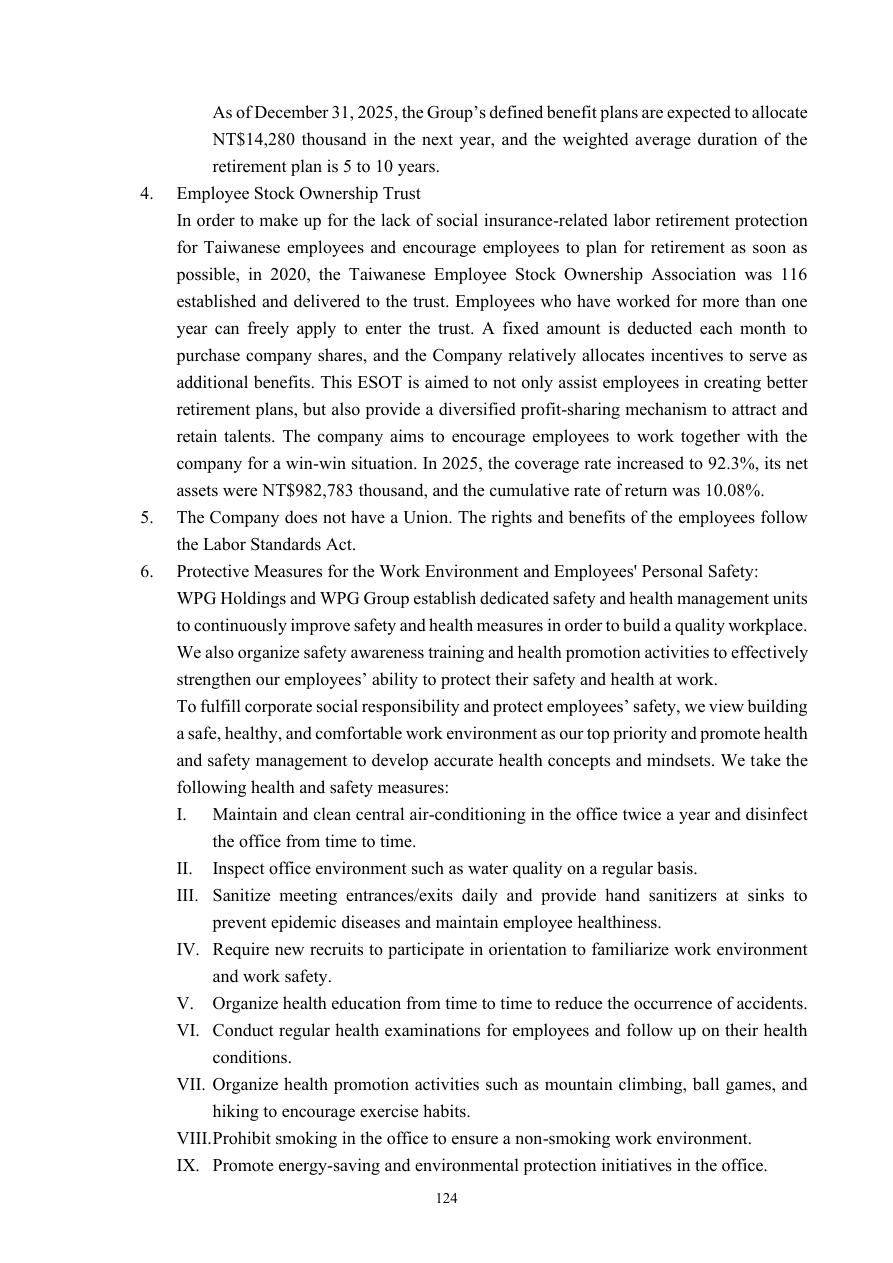 As of December 31, 2025, the Group’s defined benefit plans are expected to allocate
NT$14,280 thousand in the next year, and the weighted average duration of the
retirement plan is 5 to 10 years.
4. Employee Stock Ownership Trust
In order to make up for the lack of social insurance-related labor retirement protection
for Taiwanese employees and encourage employees to plan for retirement as soon as
possible, in 2020, the Taiwanese Employee Stock Ownership Association was 116
established and delivered to the trust. Employees who have worked for more than one
year can freely apply to enter the trust. A fixed amount is deducted each month to
purchase company shares, and the Company relatively allocates incentives to serve as
additional benefits. This ESOT is aimed to not only assist employees in creating better
retirement plans, but also provide a diversified profit-sharing mechanism to attract and
retain talents. The company aims to encourage employees to work together with the
company for a win-win situation. In 2025, the coverage rate increased to 92.3%, its net
assets were NT$982,783 thousand, and the cumulative rate of return was 10.08%.
5. The Company does not have a Union. The rights and benefits of the employees follow
the Labor Standards Act.
6. Protective Measures for the Work Environment and Employees' Personal Safety:
WPG Holdings and WPG Group establish dedicated safety and health management units
to continuously improve safety and health measures in order to build a quality workplace.
We also organize safety awareness training and health promotion activities to effectively
strengthen our employees’ ability to protect their safety and health at work.
To fulfill corporate social responsibility and protect employees’ safety, we view building
a safe, healthy, and comfortable work environment as our top priority and promote health
and safety management to develop accurate health concepts and mindsets. We take the
following health and safety measures:
I. Maintain and clean central air-conditioning in the office twice a year and disinfect
the office from time to time.
II. Inspect office environment such as water quality on a regular basis.
III. Sanitize meeting entrances/exits daily and provide hand sanitizers at sinks to
prevent epidemic diseases and maintain employee healthiness.
IV. Require new recruits to participate in orientation to familiarize work environment
and work safety.
V. Organize health education from time to time to reduce the occurrence of accidents.
VI. Conduct regular health examinations for employees and follow up on their health
conditions.
VII. Organize health promotion activities such as mountain climbing, ball games, and
hiking to encourage exercise habits.
VIII.Prohibit smoking in the office to ensure a non-smoking work environment.
IX. Promote energy-saving and environmental protection initiatives in the office.
124